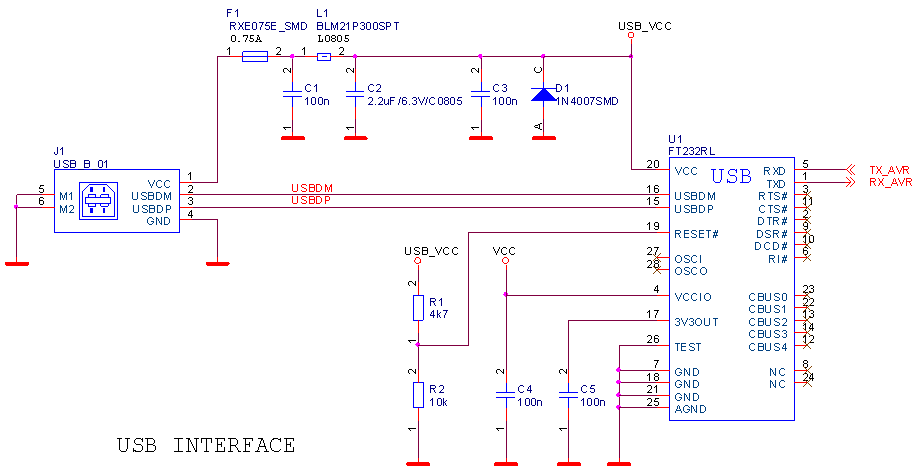 F1
RXE075E_SMD
0.75A
1
2
L1
BLM21P300SPT
L0805
1
2
USB_VCC
2
C1
100n
1
2
C2
2.2uF/6.3V/C0805
1
2
C3
100n
1
C
D1
1N4007SMD
A
J1
USB_B_01
VCC 1
USBDM 2
USBDP 3
GND 4
5 M1
6 M2
USBDM
USBDP
U1
FT232RL
USB
20 VCC
16 USBDM
15 USBDP
19 RESET#
27 OSCI
28 OSCO
4 VCCIO
17 3V3OUT
26 TEST
7 GND
18 GND
21 GND
25 AGND
RXD 5 TX_AVR
TXD 1 RX_AVR
RTS# 3
CTS# 11
DTR# 2
DSR# 9
DCD# 10
RI# 6
CBUS0 23
CBUS1 22
CBUS2 13
CBUS3 14
CBUS4 12
NC 8
NC 24
USB_VCC
2
R1
4k7
1
2
R2
10k
1
VCC
2
C4
100n
1
2
C5
100n
1
USB INTERFACE